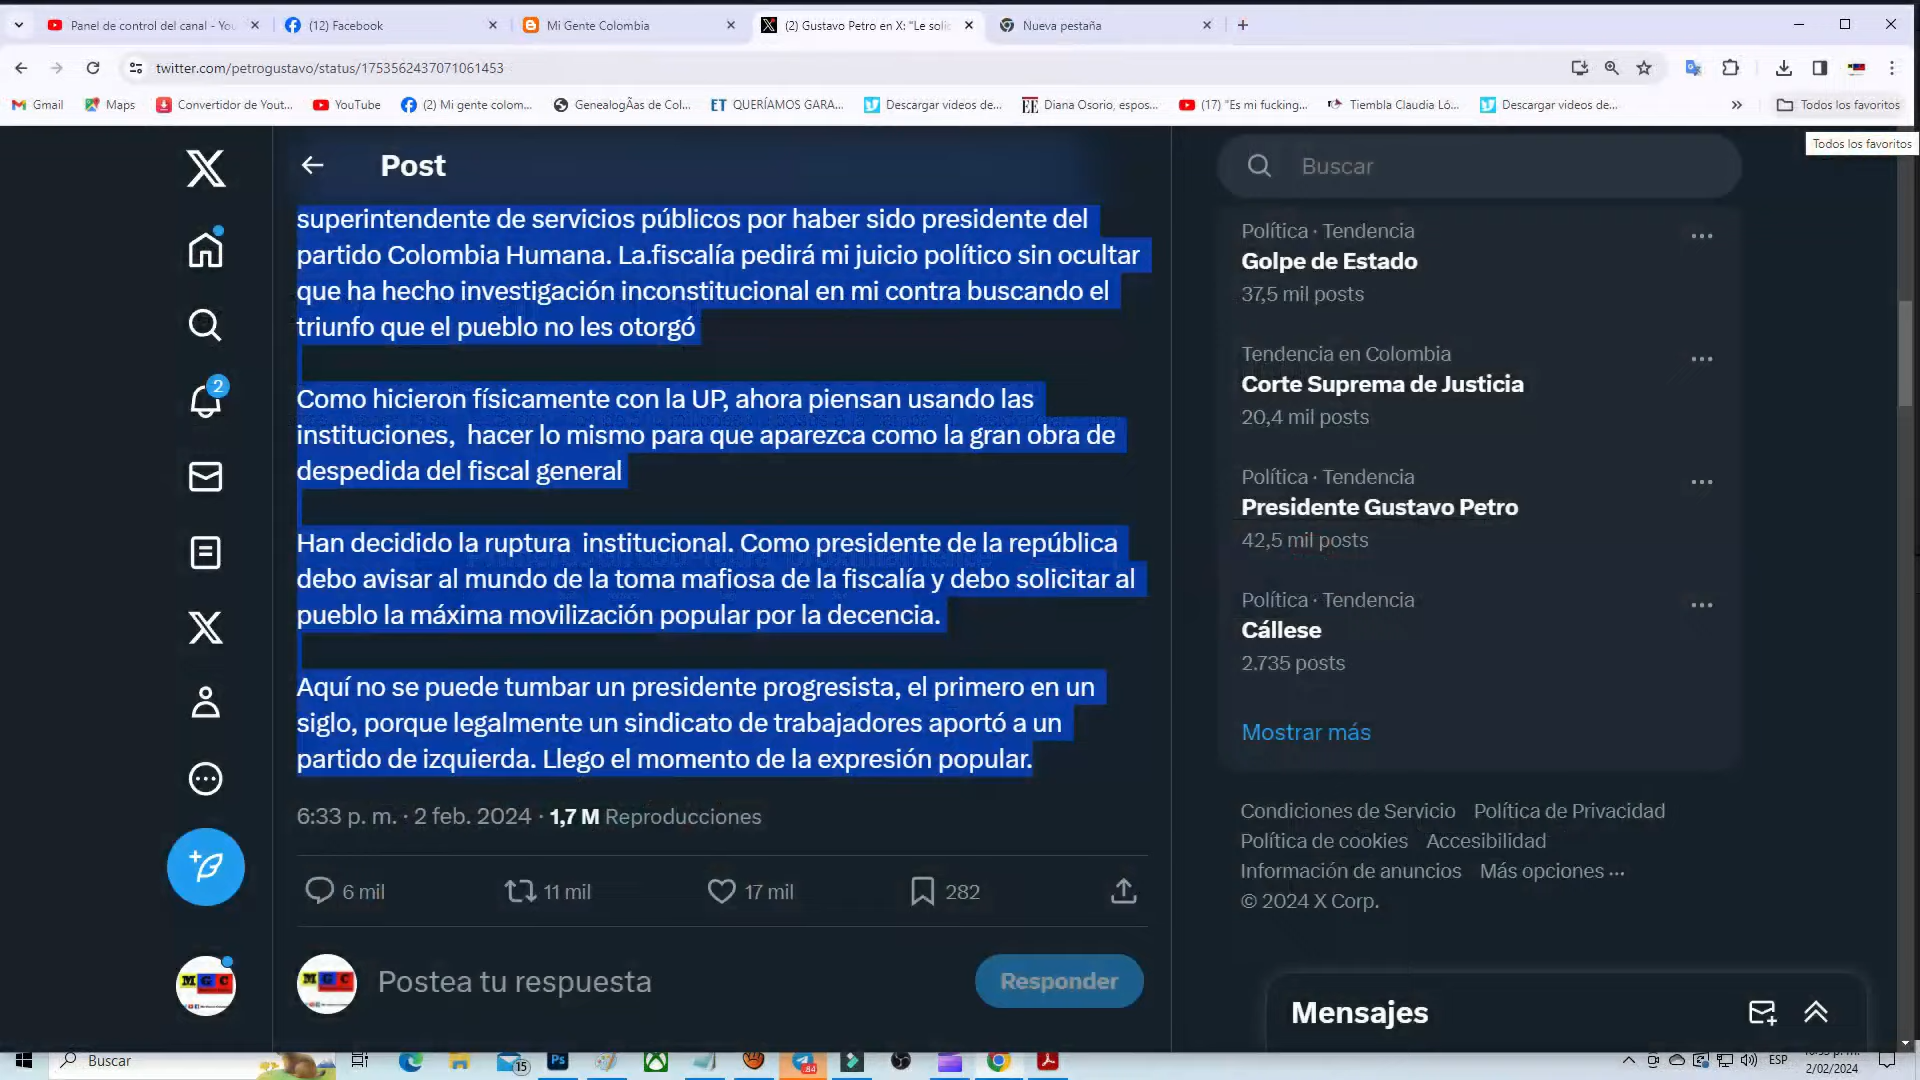 Panel de control del canal - You
(12) Facebook
Mi Gente Colombia
(2) Gustavo Petro en X: "Le soli
Nueva pestaña
twitter.com/petrogustavo/status/1753562437071061453
Gmail
Maps
Convertidor de Yout...
YouTube
(2) Mi gente colom...
GenealogÃas de Col...
ET QUERÍAMOS GARA...
Descargar videos de...
EE Diana Osorio, espos...
(17) "Es mi fucking...
Tiembla Claudia Ló...
Descargar videos de...
»
Todos los favoritos
Todos los favoritos
Post
Buscar
superintendente de servicios públicos por haber sido presidente del
partido Colombia Humana. La.fiscalía pedirá mi juicio político sin ocultar
que ha hecho investigación inconstitucional en mi contra buscando el
triunfo que el pueblo no les otorgó
Como hicieron físicamente con la UP, ahora piensan usando las
instituciones,  hacer lo mismo para que aparezca como la gran obra de
despedida del fiscal general
Han decidido la ruptura  institucional. Como presidente de la república
debo avisar al mundo de la toma mafiosa de la fiscalía y debo solicitar al
pueblo la máxima movilización popular por la decencia.
Aquí no se puede tumbar un presidente progresista, el primero en un
siglo, porque legalmente un sindicato de trabajadores aportó a un
partido de izquierda. Llego el momento de la expresión popular.
6:33 p. m. · 2 feb. 2024 · 1,7 M Reproducciones
6 mil
11 mil
17 mil
282
MGC
Postea tu respuesta
Responder
2
MGC
Política · Tendencia
Golpe de Estado
37,5 mil posts
Tendencia en Colombia
Corte Suprema de Justicia
20,4 mil posts
Política · Tendencia
Presidente Gustavo Petro
42,5 mil posts
Política · Tendencia
Cállese
2.735 posts
Mostrar más
Condiciones de Servicio Política de Privacidad
Política de cookies Accesibilidad
Información de anuncios Más opciones ···
© 2024 X Corp.
Mensajes
Buscar
15
Ps
84
ESP
2/02/2024